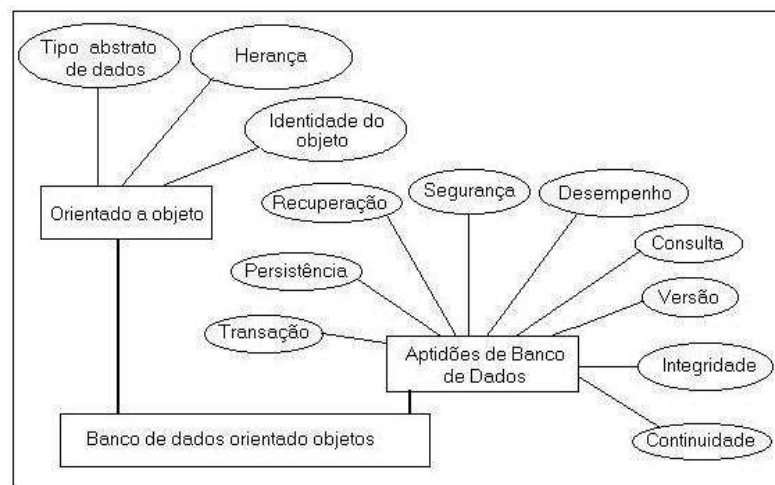 Tipo abstrato
de dados
Herança
Identidade do
objeto
Orientado a objeto
Recuperação
Segurança
Desempenho
Consulta
Persistência
Versão
Transação
Aptidões de Banco
de Dados
Integridade
Continuidade
Banco de dados orientado objetos